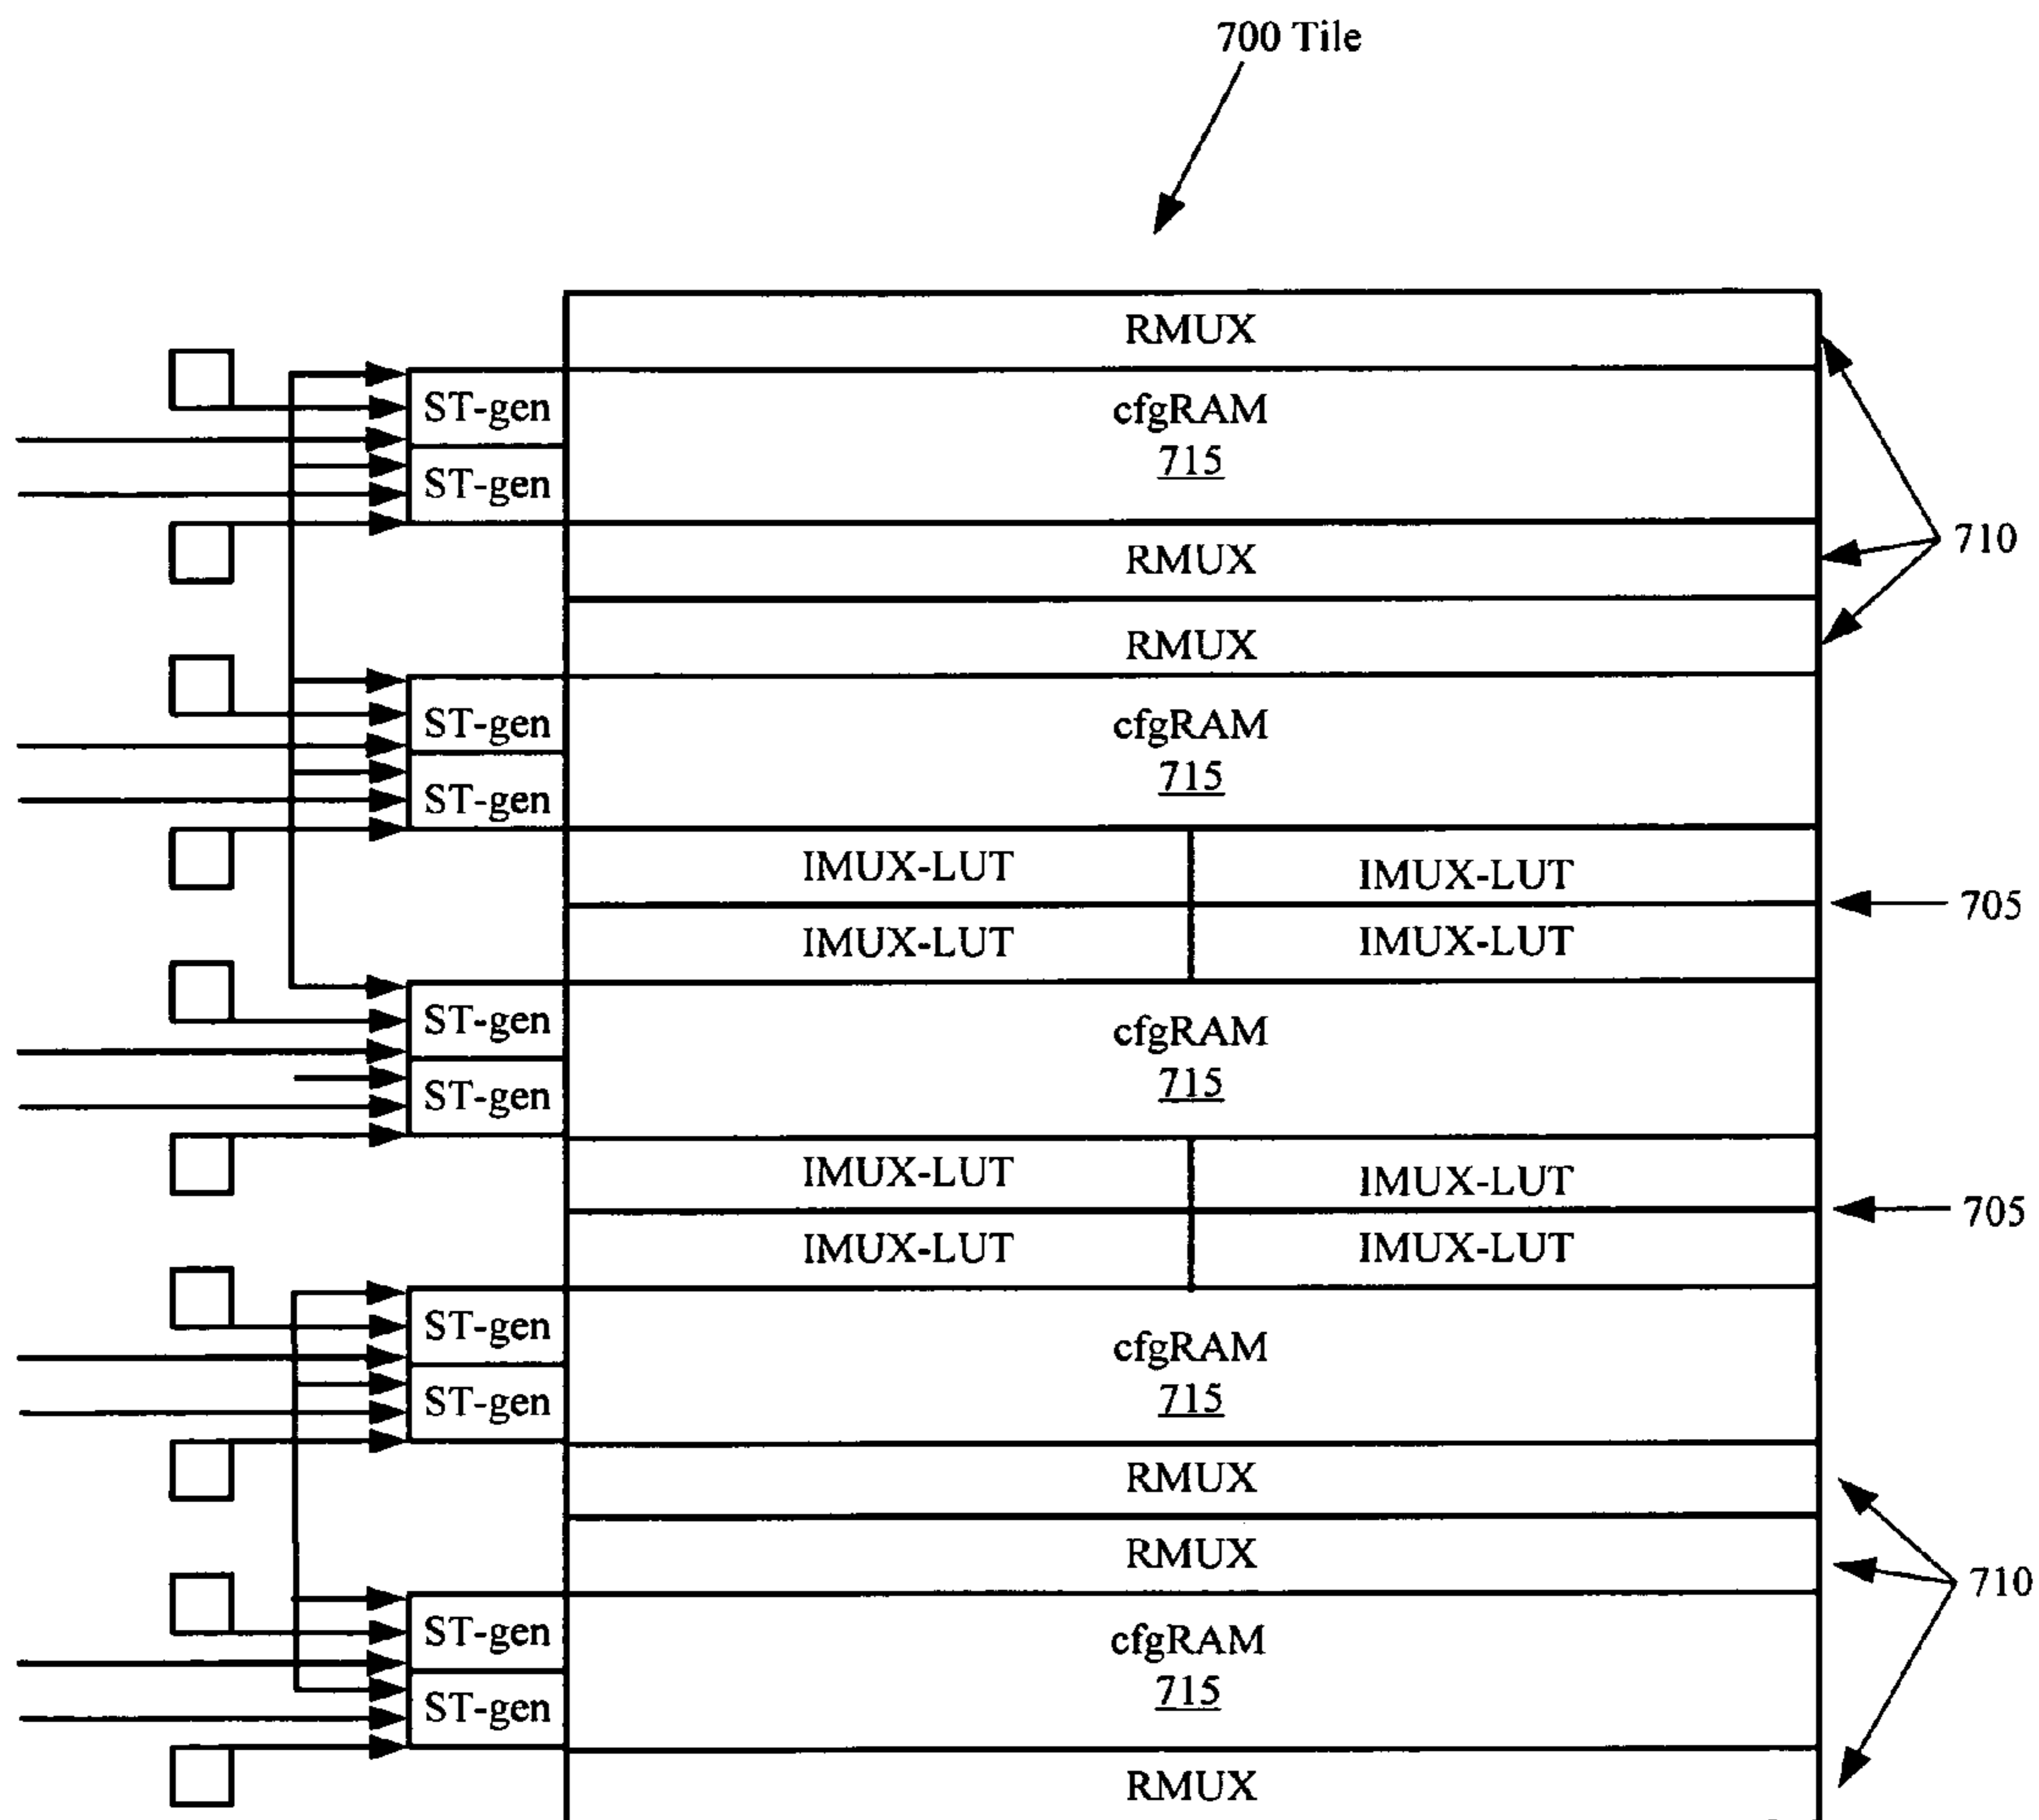 700 Tile
RMUX
ST-gen
cfgRAM
715
ST-gen
RMUX
710
RMUX
ST-gen
cfgRAM
715
ST-gen
IMUX-LUT IMUX-LUT
705
IMUX-LUT IMUX-LUT
ST-gen
cfgRAM
715
ST-gen
IMUX-LUT IMUX-LUT
705
IMUX-LUT IMUX-LUT
ST-gen
cfgRAM
715
ST-gen
RMUX
RMUX
710
ST-gen
cfgRAM
715
ST-gen
RMUX